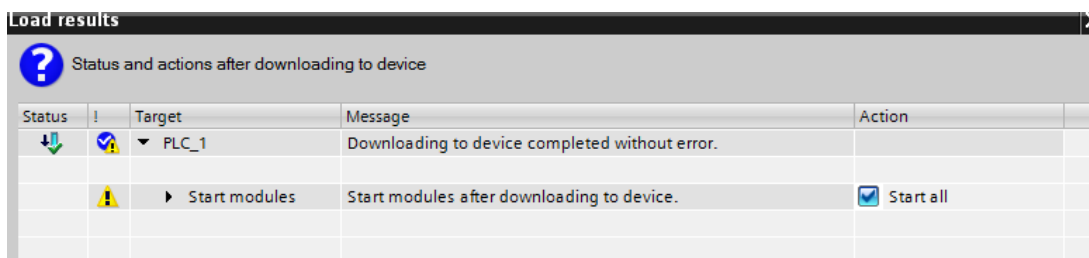 Load results
Status and actions after downloading to device
Status ! Target Message Action
PLC_1 Downloading to device completed without error.
Start modules Start modules after downloading to device. Start all